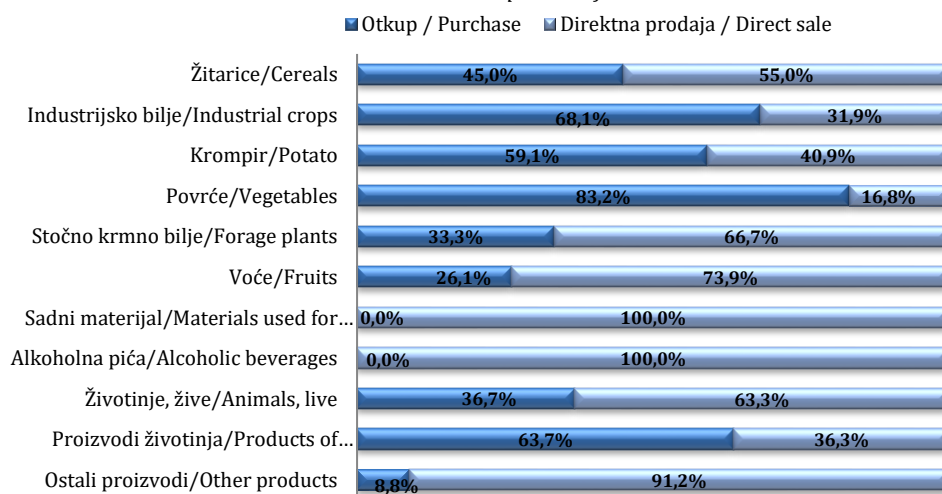 Otkup / Purchase Direktna prodaja / Direct sale
Žitarice/Cereals 45,0% 55,0%
Industrijsko bilje/Industrial crops 68,1% 31,9%
Krompir/Potato 59,1% 40,9%
Povrće/Vegetables 83,2% 16,8%
Stočno krmno bilje/Forage plants 33,3% 66,7%
Voće/Fruits 26,1% 73,9%
Sadni materijal/Materials used for... 0,0% 100,0%
Alkoholna pića/Alcoholic beverages 0,0% 100,0%
Životinje, žive/Animals, live 36,7% 63,3%
Proizvodi životinja/Products of... 63,7% 36,3%
Ostali proizvodi/Other products 8,8% 91,2%